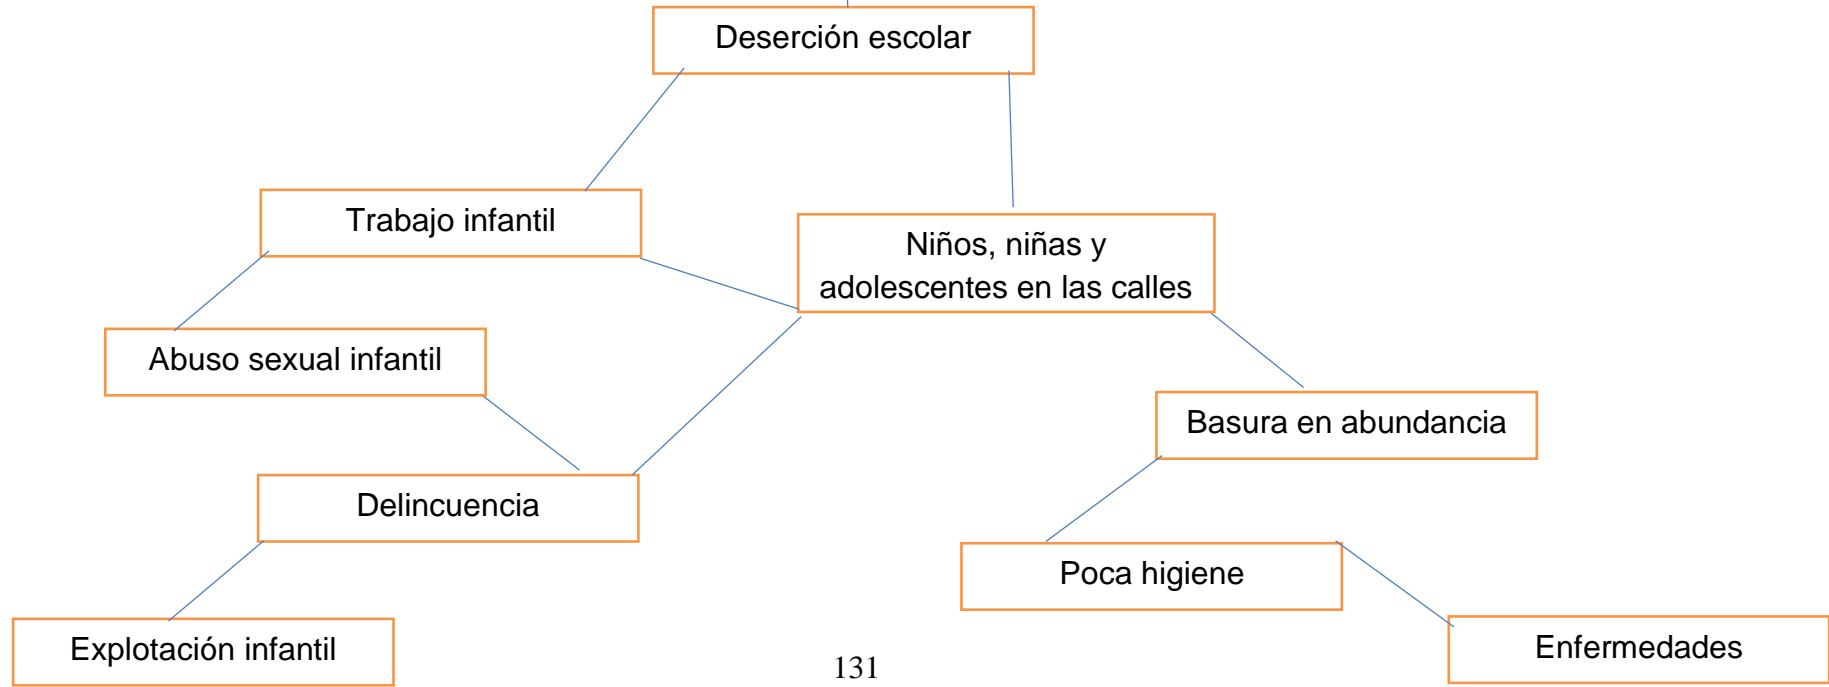 Deserción escolar
Trabajo infantil
Niños, niñas y
adolescentes en las calles
Abuso sexual infantil
Basura en abundancia
Delincuencia
Poca higiene
Explotación infantil
Enfermedades
131